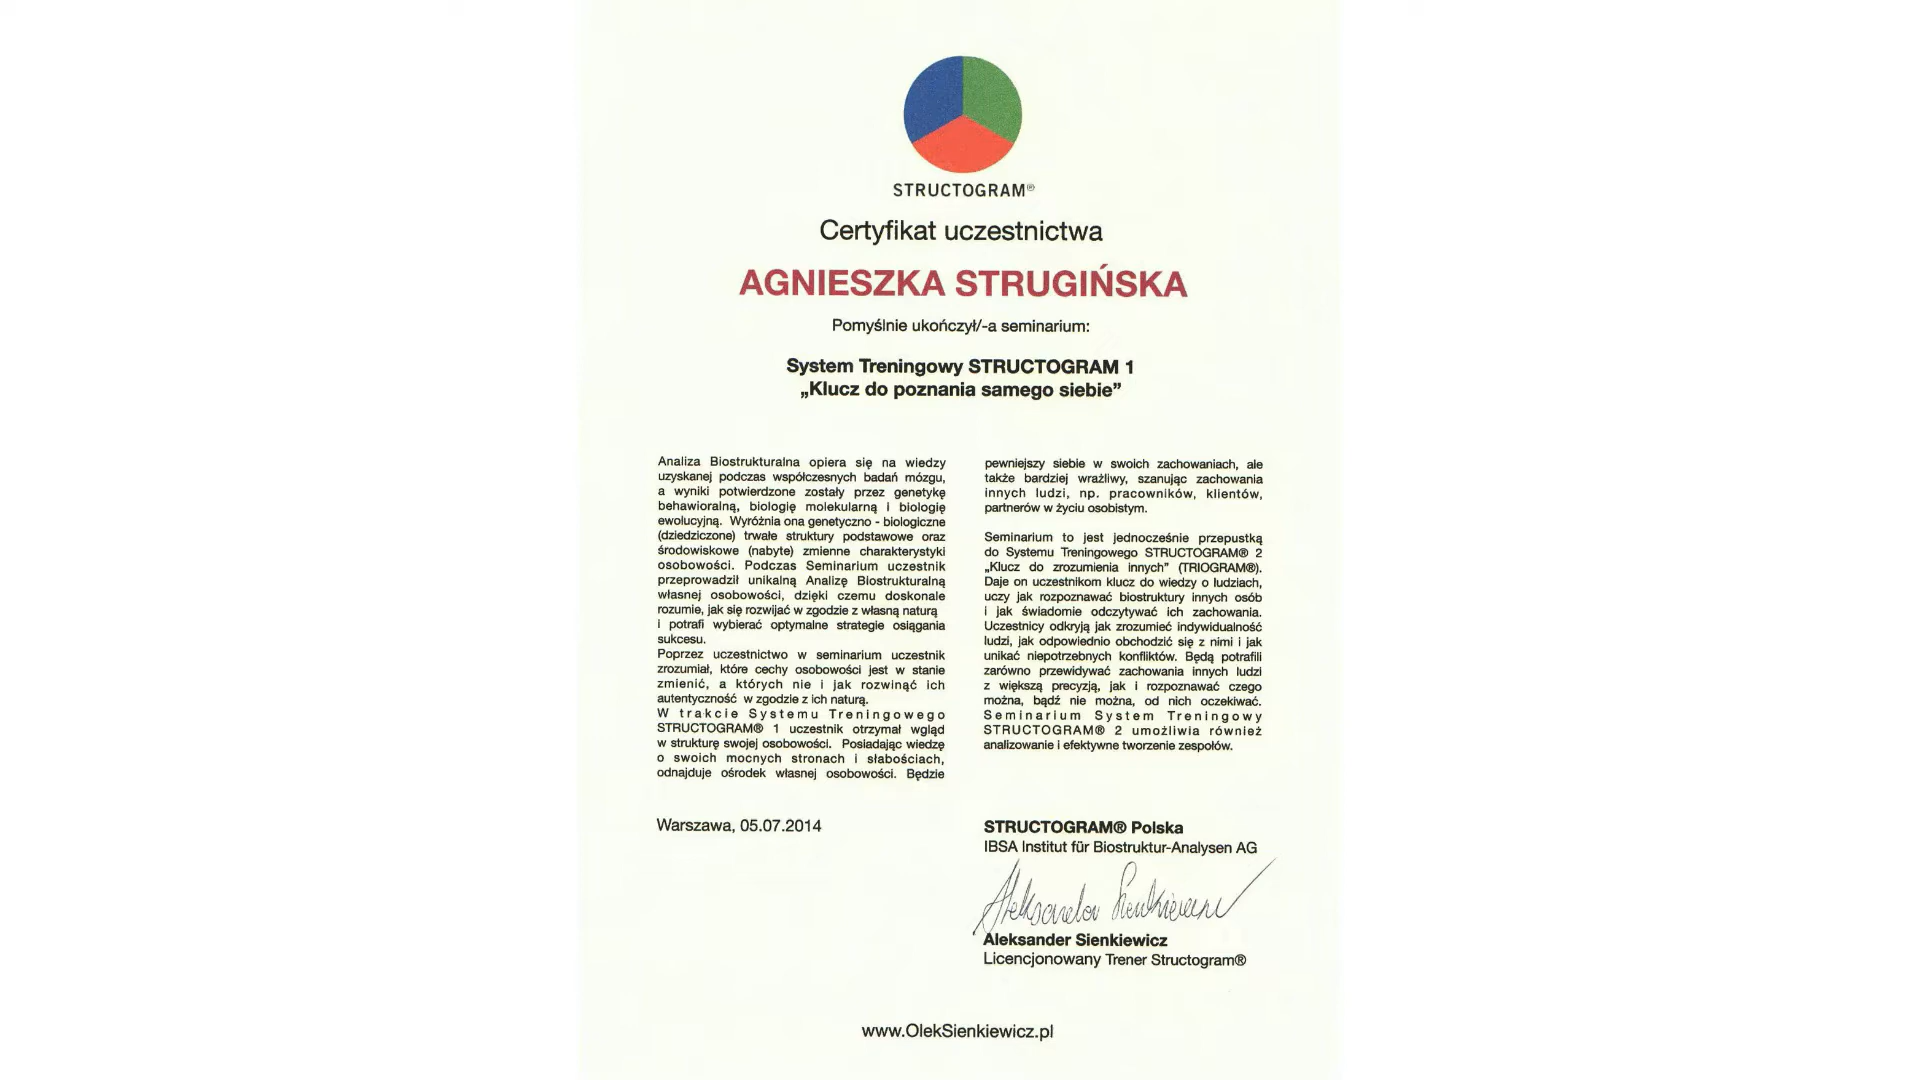 STRUCTOGRAM®
Certyfikat uczestnictwa
AGNIESZKA STRUGIŃSKA
Pomyślnie ukończył/-a seminarium:
System Treningowy STRUCTOGRAM 1
„Klucz do poznania samego siebie”
Analiza Biostrukturalna opiera się na wiedzy
uzyskanej podczas współczesnych badań mózgu,
a wyniki potwierdzone zostały przez genetykę
behawioralną, biologię molekularną i biologię
ewolucyjną. Wyróżnia ona genetyczno - biologiczne
(dziedziczone) trwałe struktury podstawowe oraz
środowiskowe (nabyte) zmienne charakterystyki
osobowości. Podczas Seminarium uczestnik
przeprowadził unikalną Analizę Biostrukturalną
własnej osobowości, dzięki czemu doskonale
rozumie, jak się rozwijać w zgodzie z własną naturą
i potrafi wybierać optymalne strategie osiągania
sukcesu.
Poprzez uczestnictwo w seminarium uczestnik
zrozumiał, które cechy osobowości jest w stanie
zmienić, a których nie i jak rozwinąć ich
autentyczność w zgodzie z ich naturą.
W trakcie Systemu Treningowego
STRUCTOGRAM® 1 uczestnik otrzymał wgląd
w strukturę swojej osobowości. Posiadając wiedzę
o swoich mocnych stronach i słabościach,
odnajduje ośrodek własnej osobowości. Będzie
pewniejszy siebie w swoich zachowaniach, ale
także bardziej wrażliwy, szanując zachowania
innych ludzi, np. pracowników, klientów,
partnerów w życiu osobistym.
Seminarium to jest jednocześnie przepustką
do Systemu Treningowego STRUCTOGRAM® 2
„Klucz do zrozumienia innych” (TRIOGRAM®).
Daje on uczestnikom klucz do wiedzy o ludziach,
uczy jak rozpoznawać biostruktury innych osób
i jak świadomie odczytywać ich zachowania.
Uczestnicy odkryją jak zrozumieć indywidualność
ludzi, jak odpowiednio obchodzić się z nimi i jak
unikać niepotrzebnych konfliktów. Będą potrafili
zarówno przewidywać zachowania innych ludzi
z większą precyzją, jak i rozpoznawać czego
można, bądź nie można, od nich oczekiwać.
Seminarium System Treningowy
STRUCTOGRAM® 2 umożliwia również
analizowanie i efektywne tworzenie zespołów.
Warszawa, 05.07.2014
STRUCTOGRAM® Polska
IBSA Institut für Biostruktur-Analysen AG
Aleksander Sienkiewicz
Aleksander Sienkiewicz
Licencjonowany Trener Structogram®
www.OlekSienkiewicz.pl